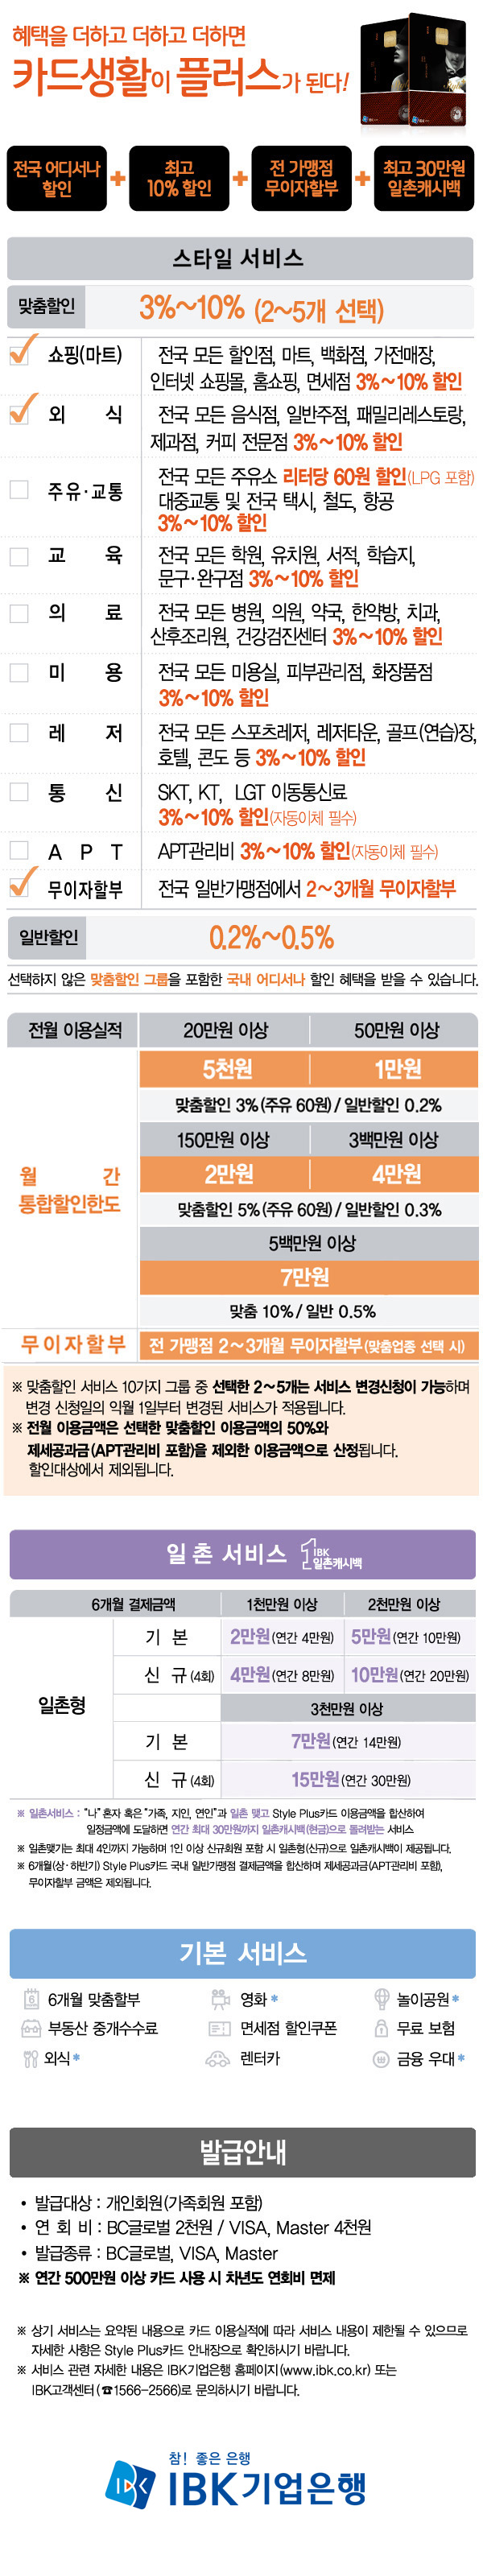 혜택을 더하고 더하고 더하면
카드생활이 플러스가 된다!
전국 어디서나 할인 + 최고 10% 할인 + 전 가맹점 무이자할부 + 최고 30만원 일촌캐시백
스타일 서비스
맞춤할인 3%~10% (2~5개 선택)
쇼핑(마트) 전국 모든 할인점, 마트, 백화점, 가전매장,
인터넷 쇼핑몰, 홈쇼핑, 면세점 3%~10% 할인
외 식 전국 모든 음식점, 일반주점, 패밀리레스토랑,
제과점, 커피 전문점 3%~10% 할인
주유·교통 전국 모든 주유소 리터당 60원 할인(LPG 포함)
대중교통 및 전국 택시, 철도, 항공
3%~10% 할인
교 육 전국 모든 학원, 유치원, 서적, 학습지,
문구·완구점 3%~10% 할인
의 료 전국 모든 병원, 의원, 약국, 한약방, 치과,
산후조리원, 건강검진센터 3%~10% 할인
미 용 전국 모든 미용실, 피부관리점, 화장품점
3%~10% 할인
레 저 전국 모든 스포츠레저, 레저타운, 골프(연습)장,
호텔, 콘도 등 3%~10% 할인
통 신 SKT, KT, LGT 이동통신료
3%~10% 할인(자동이체 필수)
A P T APT관리비 3%~10% 할인(자동이체 필수)
무이자할부 전국 일반가맹점에서 2~3개월 무이자할부
일반할인 0.2%~0.5%
선택하지 않은 맞춤할인 그룹을 포함한 국내 어디서나 할인 혜택을 받을 수 있습니다.
전월 이용실적 20만원 이상 50만원 이상
5천원 1만원
맞춤할인 3%(주유 60원) / 일반할인 0.2%
150만원 이상 3백만원 이상
월 간
통합할인한도
2만원 4만원
맞춤할인 5%(주유 60원) / 일반할인 0.3%
5백만원 이상
7만원
맞춤 10% / 일반 0.5%
무이자할부 전 가맹점 2~3개월 무이자할부(맞춤업종 선택 시)
※ 맞춤할인 서비스 10가지 그룹 중 선택한 2~5개는 서비스 변경신청이 가능하며
변경 신청일의 익월 1일부터 변경된 서비스가 적용됩니다.
※ 전월 이용금액은 선택한 맞춤할인 이용금액의 50%와
제세공과금(APT관리비 포함)을 제외한 이용금액으로 산정됩니다.
할인대상에서 제외됩니다.
일촌 서비스 1 IBK 일촌캐시백
6개월 결제금액 1천만원 이상 2천만원 이상
일촌형
기 본 2만원(연간 4만원) 5만원(연간 10만원)
신 규(4회) 4만원(연간 8만원) 10만원(연간 20만원)
3천만원 이상
기 본 7만원(연간 14만원)
신 규(4회) 15만원(연간 30만원)
※ 일촌서비스 : "나" 혼자 혹은 "가족, 지인, 연인"과 일촌 맺고 Style Plus카드 이용금액을 합산하여
일정금액에 도달하면 연간 최대 30만원까지 일촌캐시백(현금)으로 돌려받는 서비스
※ 일촌맺기는 최대 4인까지 가능하며 1인 이상 신규회원 포함 시 일촌형(신규)으로 일촌캐시백이 제공됩니다.
※ 6개월(상·하반기) Style Plus카드 국내 일반가맹점 결제금액을 합산하며 제세공과금(APT관리비 포함),
무이자할부 금액은 제외됩니다.
기본 서비스
6개월 맞춤할부 영화* 놀이공원*
부동산 중개수수료 면세점 할인쿠폰 무료 보험
외식* 렌터카 금융 우대*
발급안내
• 발급대상 : 개인회원(가족회원 포함)
• 연 회 비 : BC글로벌 2천원 / VISA, Master 4천원
• 발급종류 : BC글로벌, VISA, Master
※ 연간 500만원 이상 카드 사용 시 차년도 연회비 면제
※ 상기 서비스는 요약된 내용으로 카드 이용실적에 따라 서비스 내용이 제한될 수 있으므로
자세한 사항은 Style Plus카드 안내장으로 확인하시기 바랍니다.
※ 서비스 관련 자세한 내용은 IBK기업은행 홈페이지(www.ibk.co.kr) 또는
IBK고객센터(☎1566-2566)로 문의하시기 바랍니다.
참! 좋은 은행
IBK기업은행